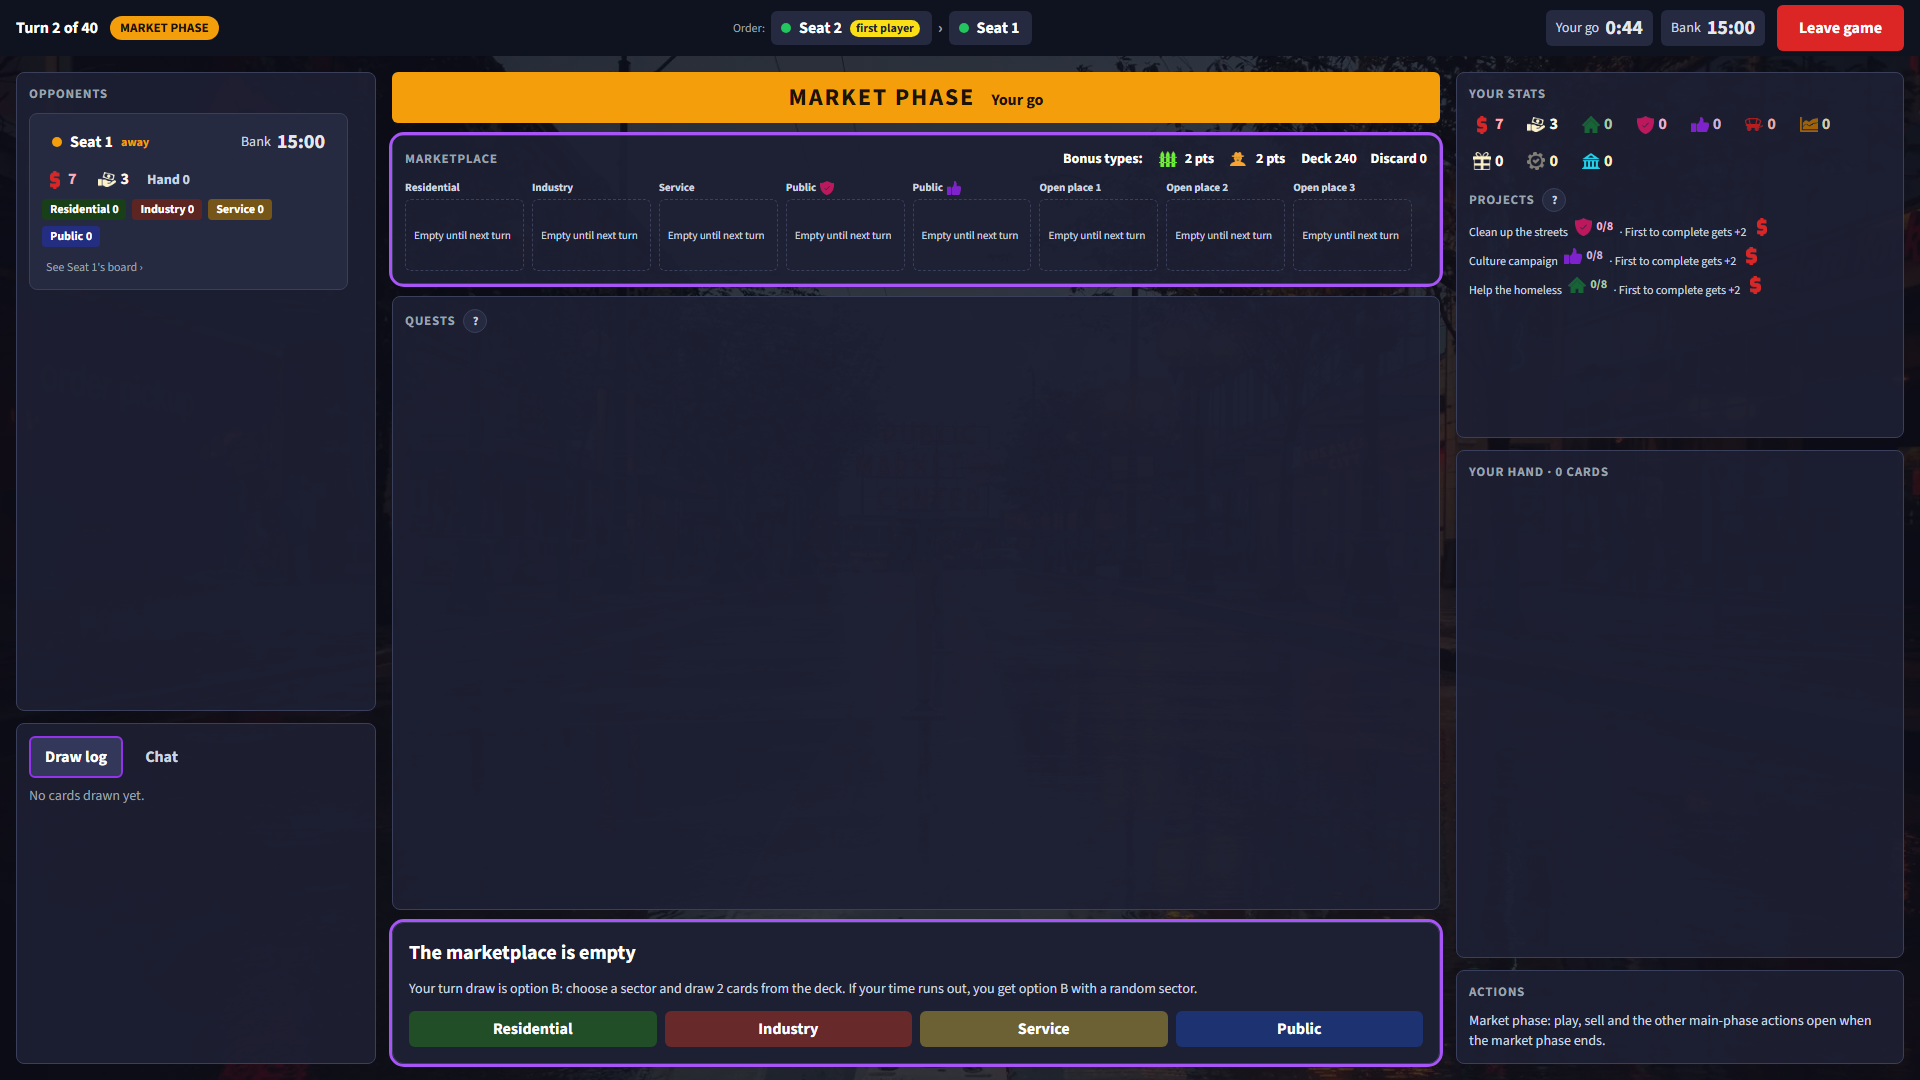 Turn 2 of 40 MARKET PHASE
Order: Seat 2 first player › Seat 1
Your go 0:44 Bank 15:00 Leave game
OPPONENTS
Seat 1 away Bank 15:00
7 3 Hand 0
Residential 0 Industry 0 Service 0
Public 0
See Seat 1's board ›
Draw log Chat
No cards drawn yet.
MARKET PHASE Your go
MARKETPLACE Bonus types: 2 pts 2 pts Deck 240 Discard 0
Residential Industry Service Public Public Open place 1 Open place 2 Open place 3
Empty until next turn Empty until next turn Empty until next turn Empty until next turn Empty until next turn Empty until next turn Empty until next turn Empty until next turn
QUESTS ?
The marketplace is empty
Your turn draw is option B: choose a sector and draw 2 cards from the deck. If your time runs out, you get option B with a random sector.
Residential Industry Service Public
YOUR STATS
7 3 0 0 0 0 0
0 0 0
PROJECTS ?
Clean up the streets 0/8 · First to complete gets +2
Culture campaign 0/8 · First to complete gets +2
Help the homeless 0/8 · First to complete gets +2
YOUR HAND · 0 CARDS
ACTIONS
Market phase: play, sell and the other main-phase actions open when
the market phase ends.